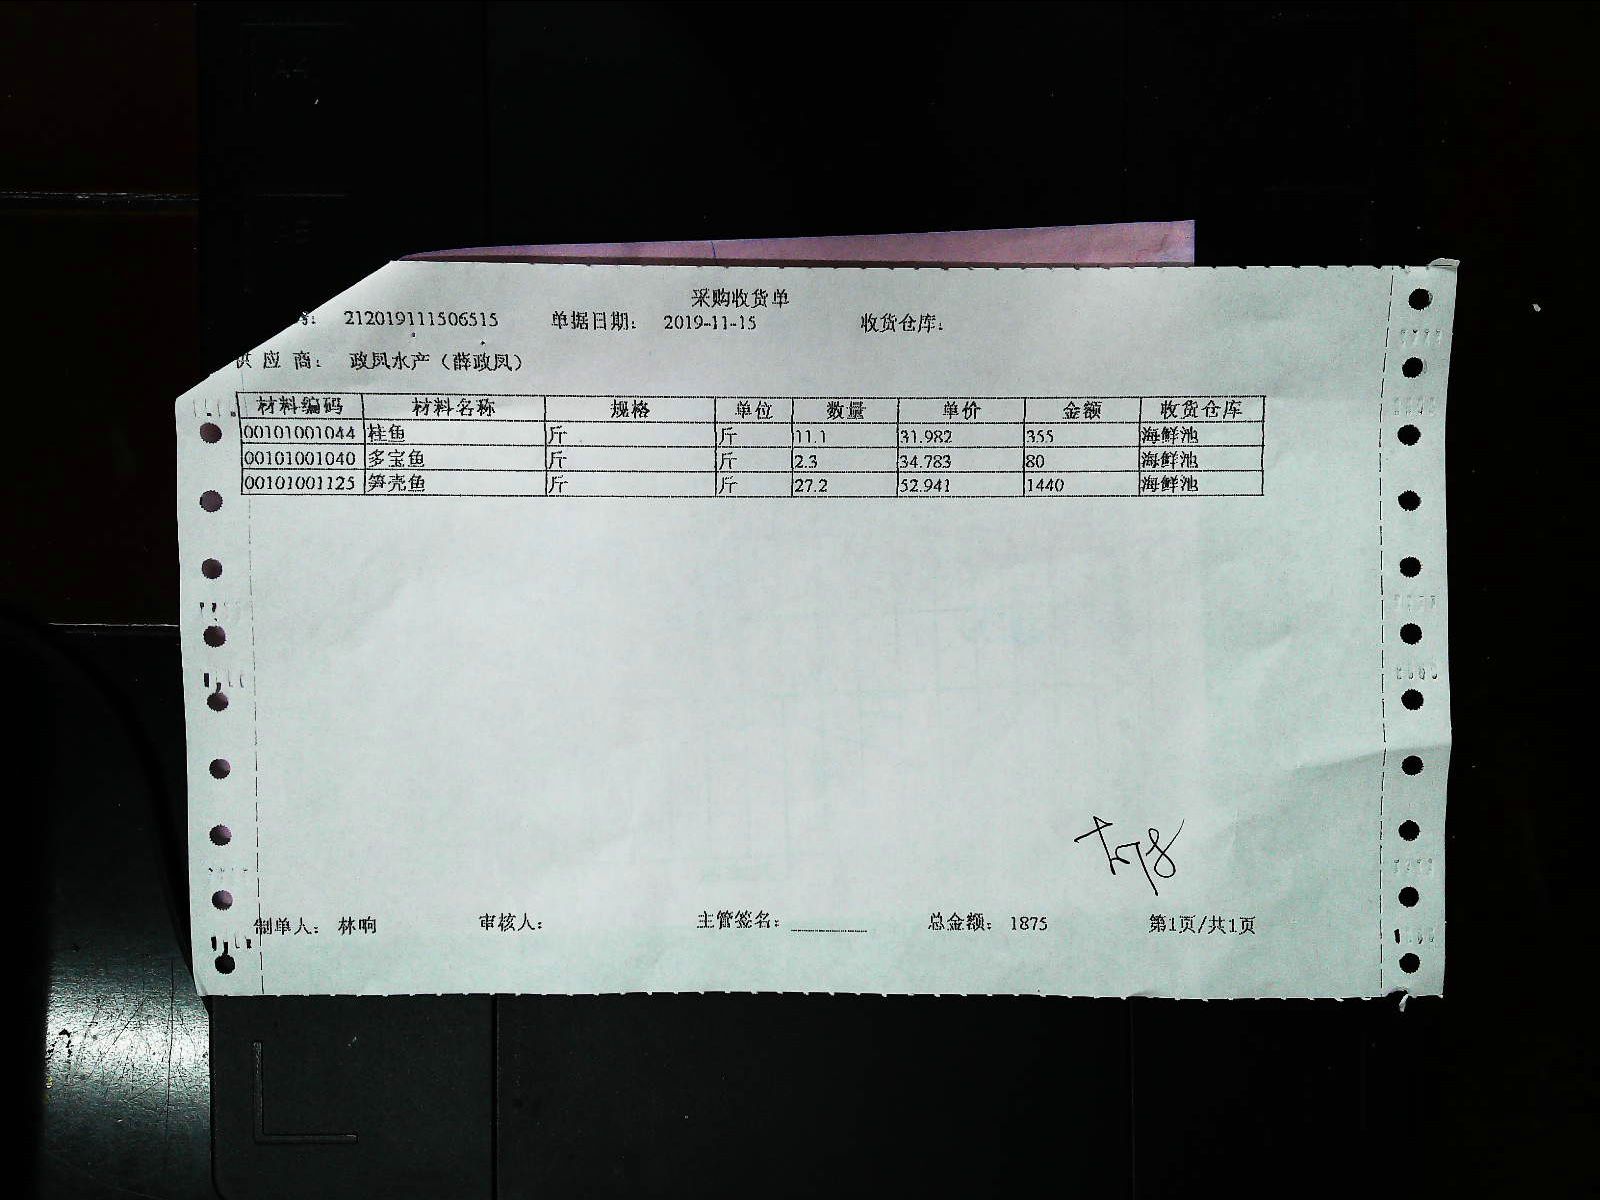 采购收货单
号： 212019111506515 单据日期： 2019-11-15 收货仓库：
供 应 商： 政凤水产（薛政凤）
材料编码 材料名称 规格 单位 数量 单价 金额 收货仓库
00101001044 桂鱼 斤 斤 11.1 31.982 355 海鲜池
00101001040 多宝鱼 斤 斤 2.3 34.783 80 海鲜池
00101001125 笋壳鱼 斤 斤 27.2 52.941 1440 海鲜池
制单人： 林响 审核人： 主管签名： 总金额： 1875 第1页/共1页